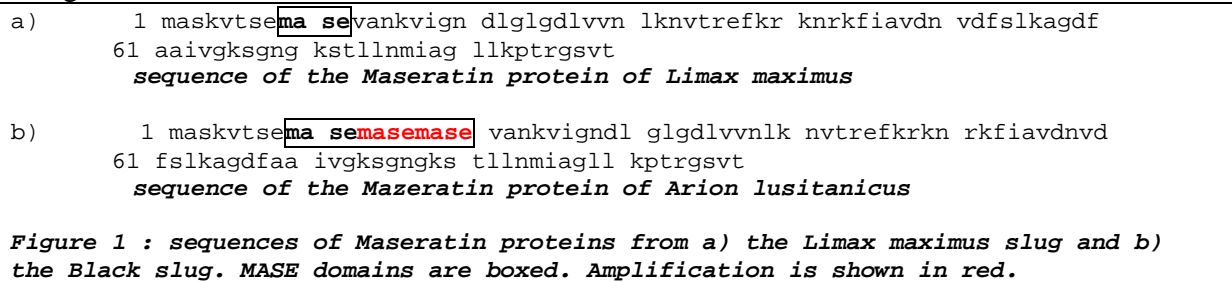 a) 1 maskvtsema sevankvign dlglgdlvvn lknvtrefkr knrkfiavdn vdfslkagdf
61 aaivgksgng kstllnmiag llkptrgsvt
sequence of the Maseratin protein of Limax maximus
b) 1 maskvtsema semasemase vankvigndl glgdlvvnlk nvtrefkrkn rkfiavdnvd
61 fslkagdfaa ivgksgngks tllnmiagll kptrgsvt
sequence of the Mazeratin protein of Arion lusitanicus
Figure 1 : sequences of Maseratin proteins from a) the Limax maximus slug and b)
the Black slug. MASE domains are boxed. Amplification is shown in red.